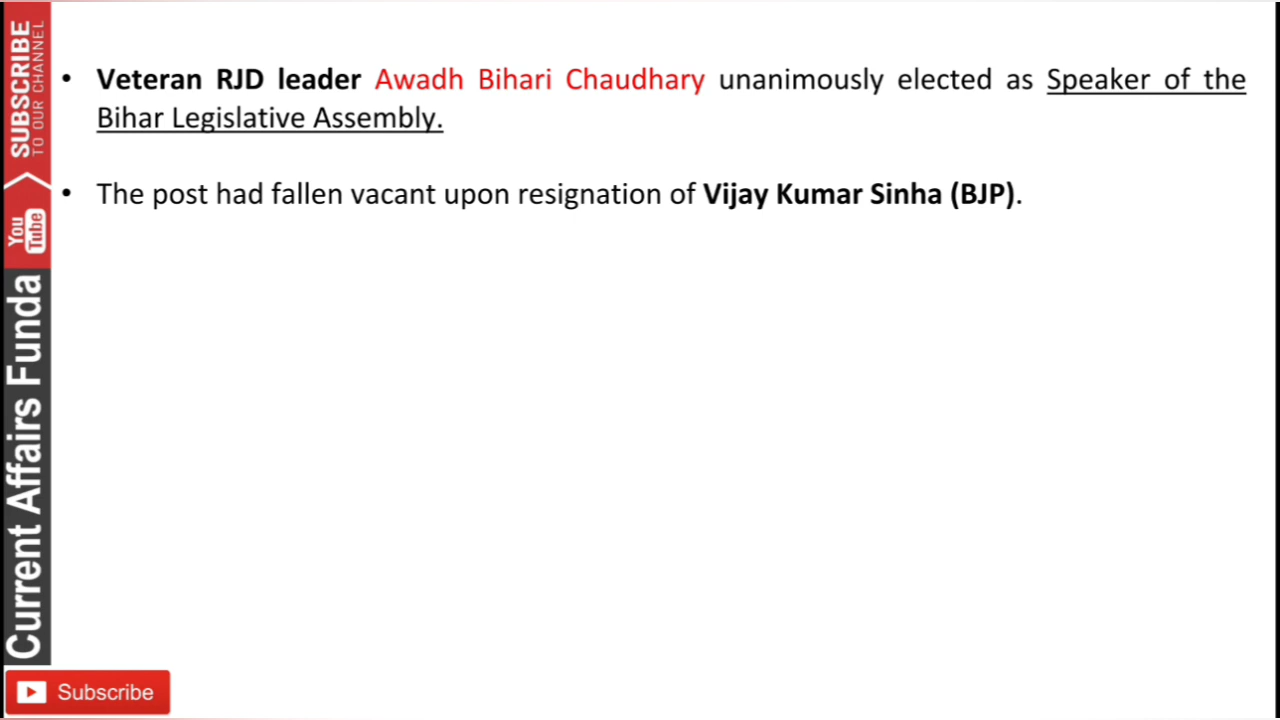 • Veteran RJD leader Awadh Bihari Chaudhary unanimously elected as Speaker of the
Bihar Legislative Assembly.
• The post had fallen vacant upon resignation of Vijay Kumar Sinha (BJP).
SUBSCRIBE
TO OUR CHANNEL
You
Tube
Current Affairs Funda
Subscribe